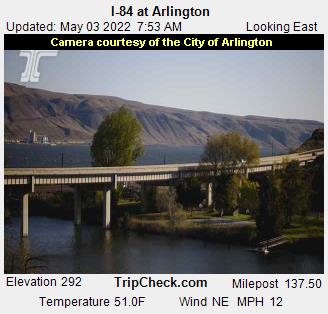 I-84 at Arlington
Updated: May 03 2022 7:53 AM Looking East
Camera courtesy of the City of Arlington
Elevation 292 TripCheck.com Milepost 137.50
Temperature 51.0F Wind NE MPH 12